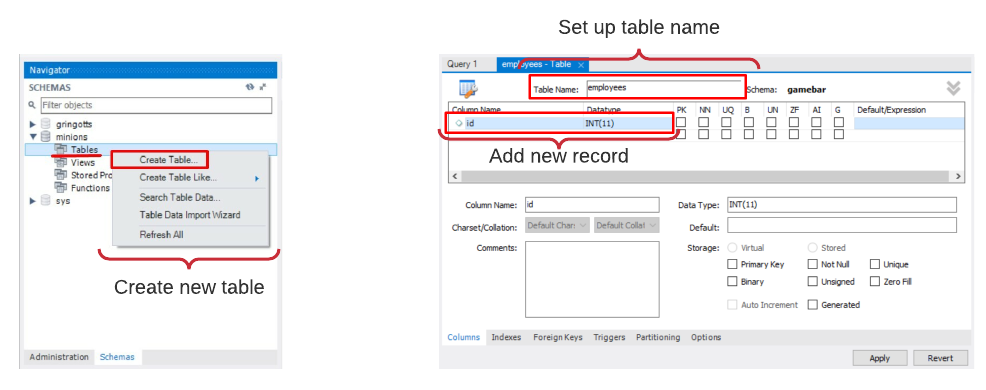 Set up table name
Navigator
SCHEMAS
Filter objects
gringotts
minions
Tables
Views
Stored Pro
Functions
sys
Create Table...
Create Table Like...
Search Table Data...
Table Data Import Wizard
Refresh All
Create new table
Administration Schemas
Query 1 employees - Table
Table Name: employees Schema: gamebar
Column Name Datatype PK NN UQ B UN ZF AI G Default/Expression
id INT(11)
Add new record
Column Name: id Data Type: INT(11)
Charset/Collation: Default Char Default Collat Default:
Comments: Storage: Virtual Stored
Primary Key Not Null Unique
Binary Unsigned Zero Fill
Auto Increment Generated
Columns Indexes Foreign Keys Triggers Partitioning Options
Apply Revert